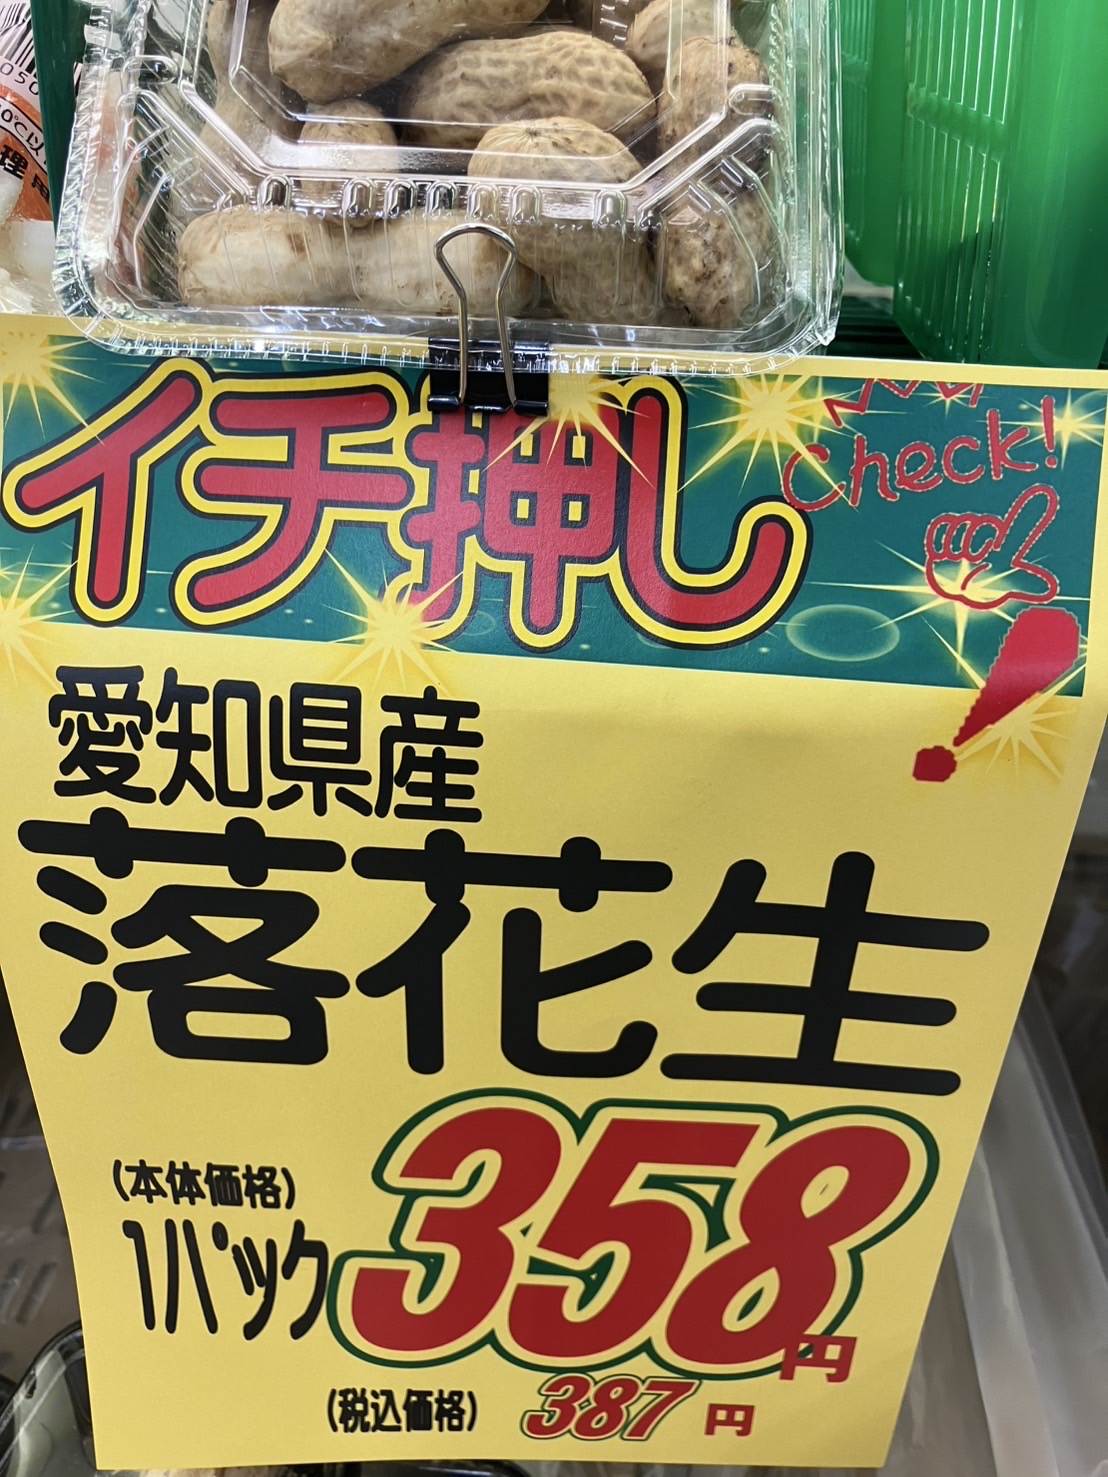 イチ押し
Check!
愛知県産
落花生
(本体価格)
1パック 358円
(税込価格) 387円